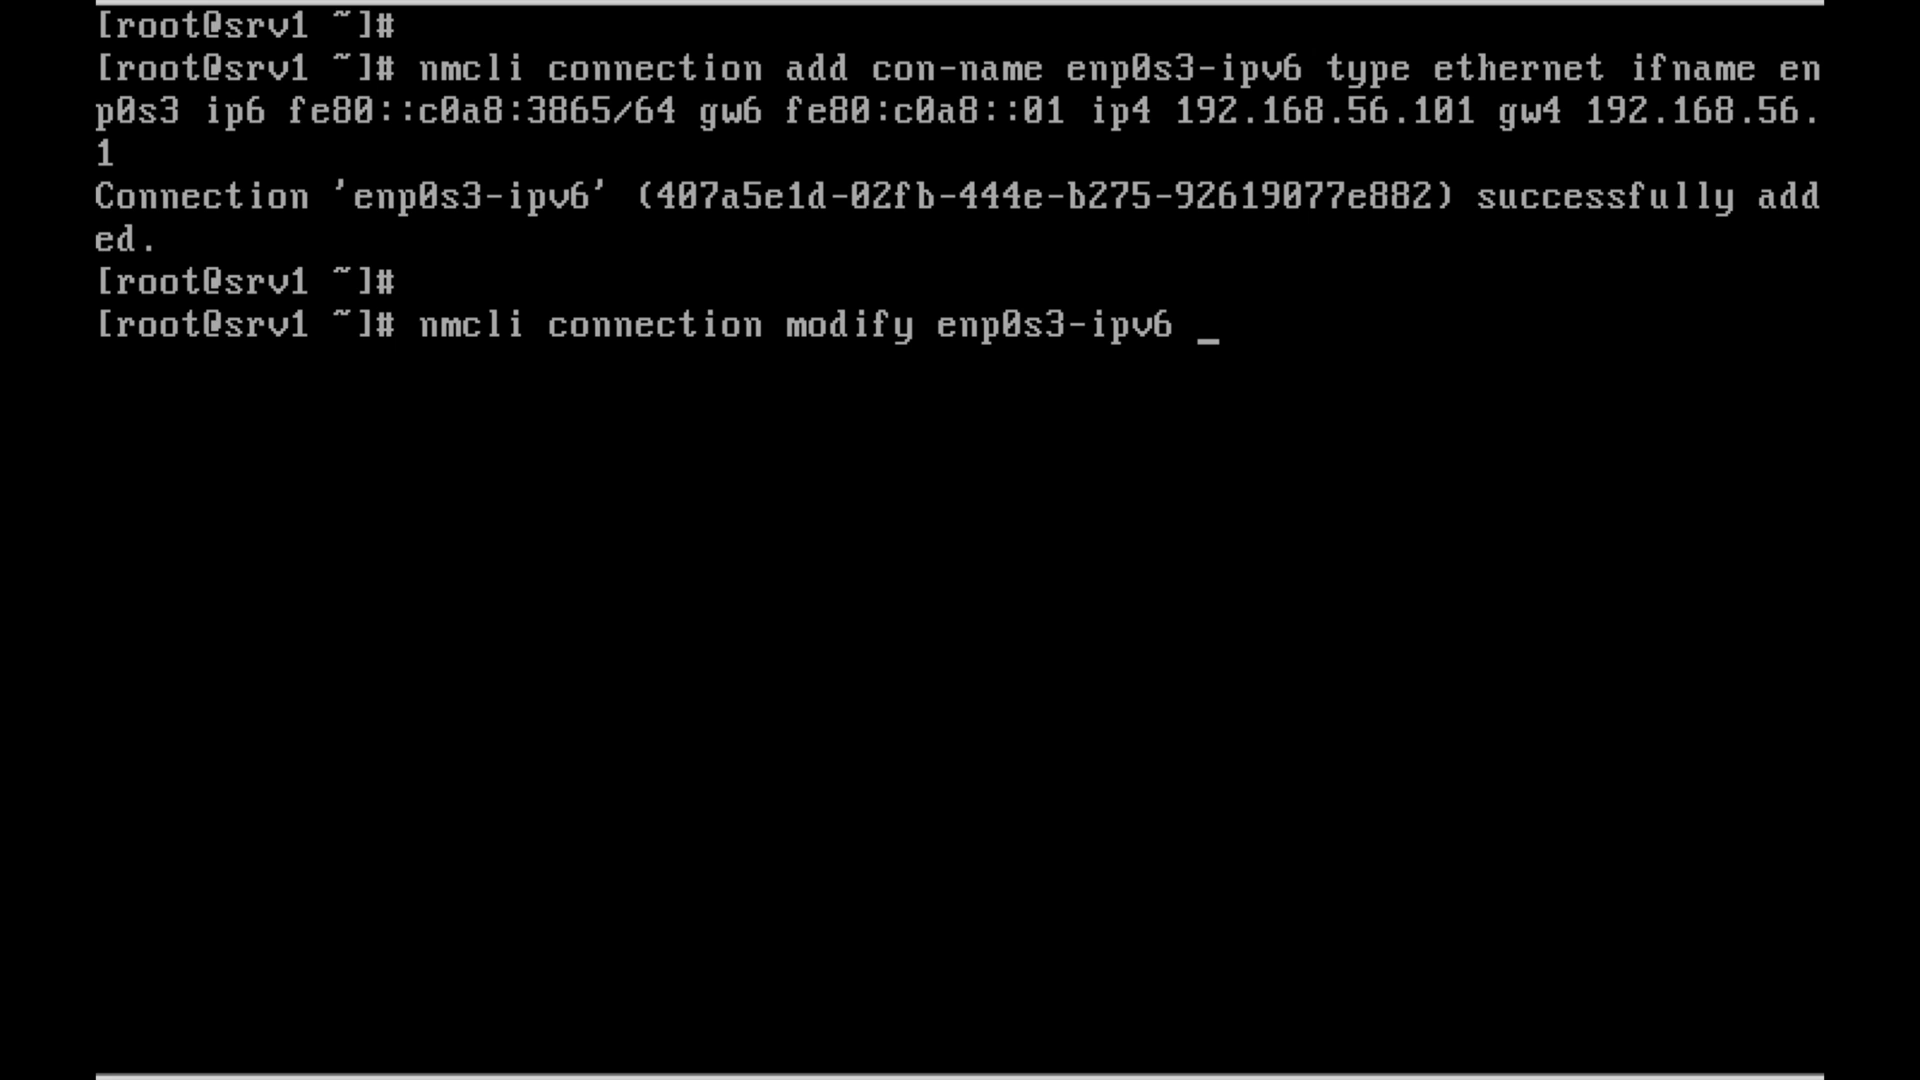 [root@srv1 ~]#
[root@srv1 ~]# nmcli connection add con-name enp0s3-ipv6 type ethernet ifname en
p0s3 ip6 fe80::c0a8:3865/64 gw6 fe80:c0a8::01 ip4 192.168.56.101 gw4 192.168.56.
1
Connection 'enp0s3-ipv6' (407a5e1d-02fb-444e-b275-92619077e882) successfully add
ed.
[root@srv1 ~]#
[root@srv1 ~]# nmcli connection modify enp0s3-ipv6 _